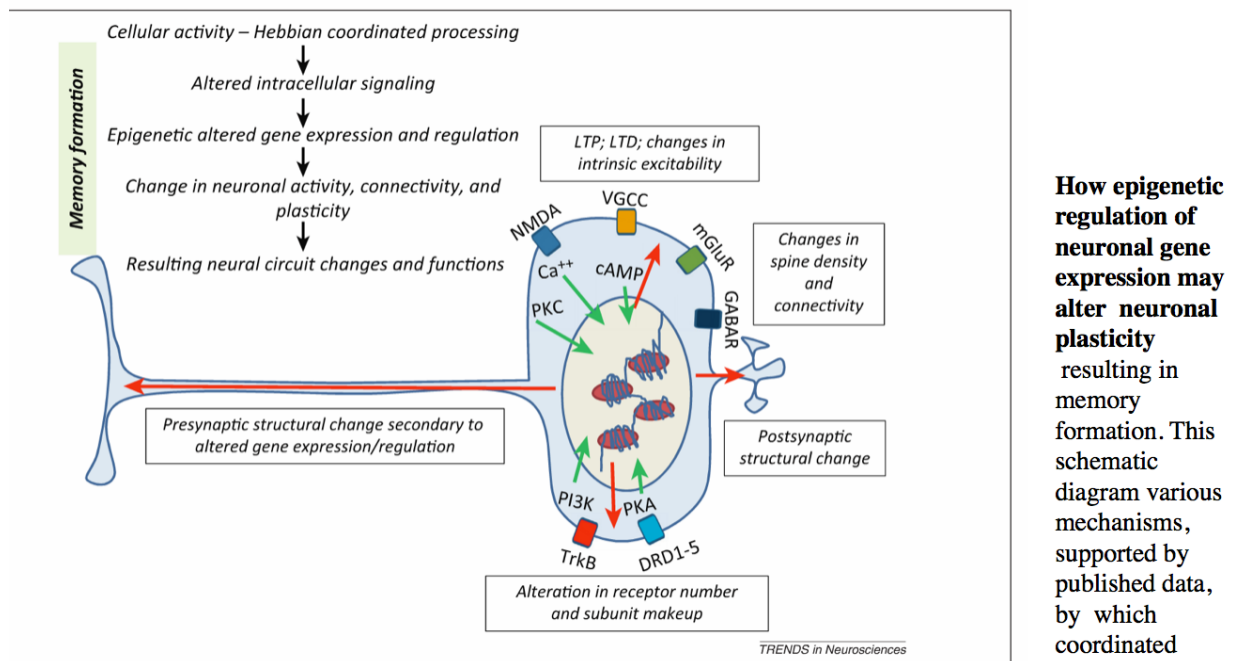 Cellular activity – Hebbian coordinated processing
Memory formation
Altered intracellular signaling
Epigenetic altered gene expression and regulation
Change in neuronal activity, connectivity, and
plasticity
Resulting neural circuit changes and functions
LTP; LTD; changes in
intrinsic excitability
NMDA
VGCC
mGluR
GABAR
Ca++
cAMP
PKC
Changes in
spine density
and
connectivity
Presynaptic structural change secondary to
altered gene expression/regulation
Postsynaptic
structural change
PI3K
PKA
TrkB
DRD1-5
Alteration in receptor number
and subunit makeup
TRENDS in Neurosciences
How epigenetic
regulation of
neuronal gene
expression may
alter neuronal
plasticity
resulting in
memory
formation. This
schematic
diagram various
mechanisms,
supported by
published data,
by which
coordinated